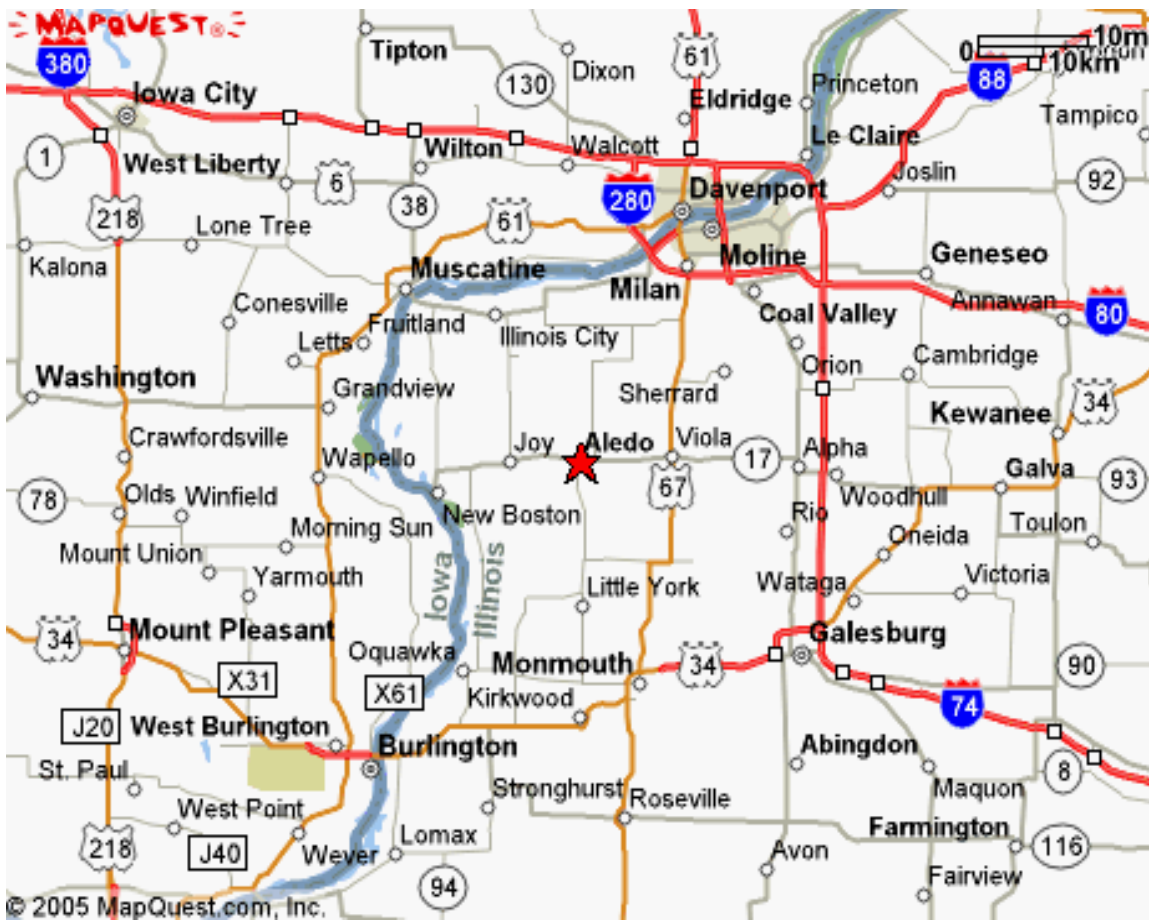 MAPQUEST®
10m
0
10km
380
Tipton
61
88
Dixon
130
Princeton
Iowa City
Eldridge
Tampico
Le Claire
1
West Liberty
Wilton
Walcott
6
Joslin
92
280
Davenport
38
218
Lone Tree
61
Kalona
Muscatine
Moline
Geneseo
Milan
Conesville
Annawan
80
Fruitland
Illinois City
Coal Valley
Letts
Orion
Cambridge
Washington
Grandview
Sherrard
34
Kewanee
Crawfordsville
Joy
Aledo
Viola
Wapello
17
Alpha
Galva
93
78
Olds
Winfield
67
Woodhull
New Boston
Rio
Toulon
Morning Sun
Oneida
Mount Union
Iowa
Illinois
Yarmouth
Little York
Wataga
Victoria
34
Mount Pleasant
Galesburg
Oquawka
Monmouth
34
90
X31
X61
Kirkwood
74
J20
West Burlington
Burlington
Abingdon
St. Paul
8
Stronghurst
Maquon
West Point
Roseville
Farmington
218
J40
Wever
Lomax
116
Avon
94
Fairview
© 2005 MapQuest.com, Inc.